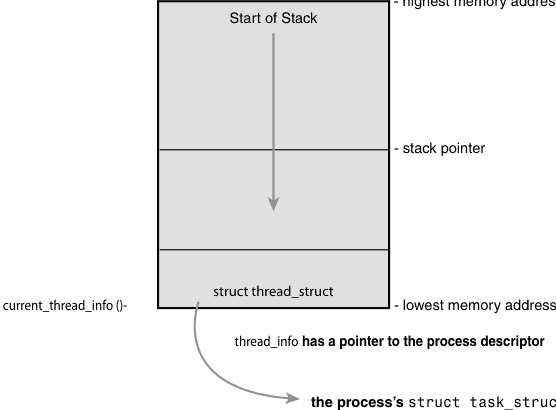 - highest memory addres
Start of Stack
- stack pointer
struct thread_struct
current_thread_info ()-
- lowest memory address
thread_info has a pointer to the process descriptor
the process's struct task_struc